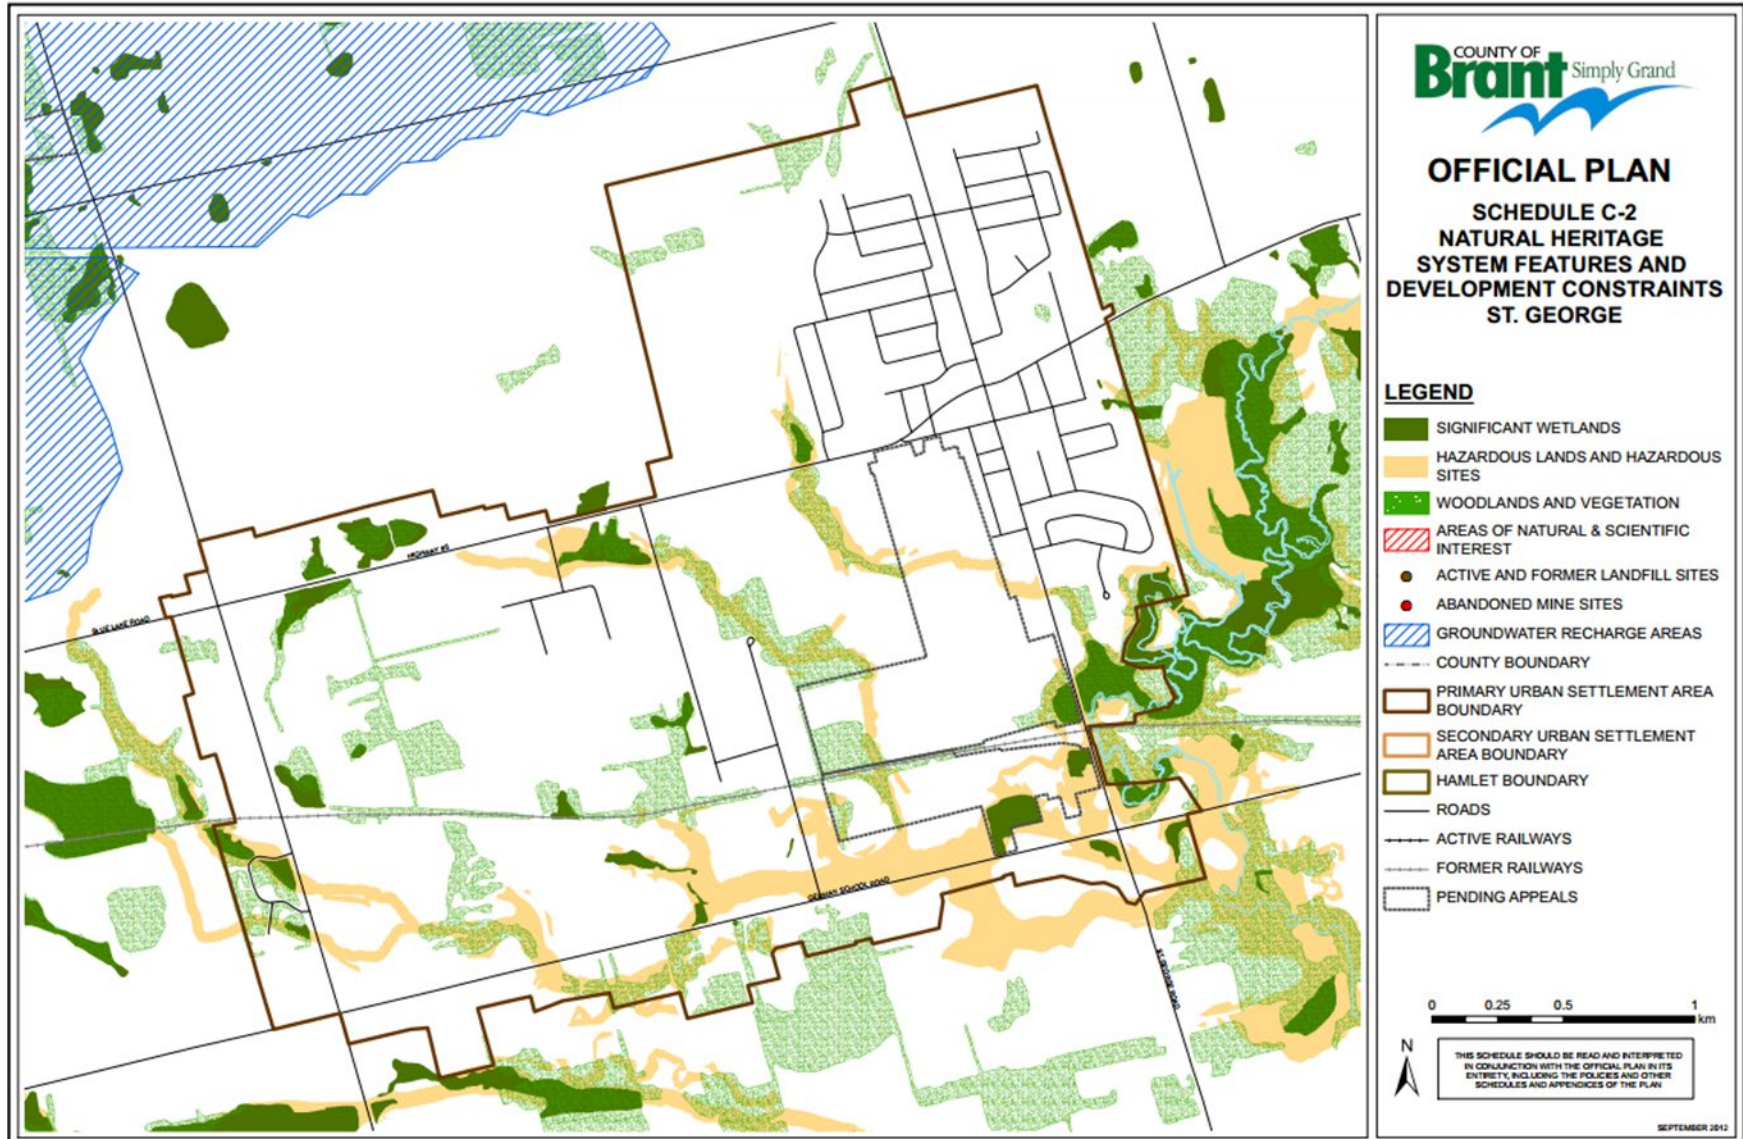 COUNTY OF
Brant Simply Grand
OFFICIAL PLAN
SCHEDULE C-2
NATURAL HERITAGE
SYSTEM FEATURES AND
DEVELOPMENT CONSTRAINTS
ST. GEORGE
LEGEND
SIGNIFICANT WETLANDS
HAZARDOUS LANDS AND HAZARDOUS
SITES
WOODLANDS AND VEGETATION
AREAS OF NATURAL & SCIENTIFIC
INTEREST
ACTIVE AND FORMER LANDFILL SITES
ABANDONED MINE SITES
GROUNDWATER RECHARGE AREAS
COUNTY BOUNDARY
PRIMARY URBAN SETTLEMENT AREA
BOUNDARY
SECONDARY URBAN SETTLEMENT
AREA BOUNDARY
HAMLET BOUNDARY
ROADS
ACTIVE RAILWAYS
FORMER RAILWAYS
PENDING APPEALS
0 0.25 0.5 1
km
N
THIS SCHEDULE SHOULD BE READ AND INTERPRETED
IN CONJUNCTION WITH THE OFFICIAL PLAN IN ITS
ENTIRETY, INCLUDING THE POLICIES AND OTHER
SCHEDULES AND APPENDICES OF THE PLAN
SEPTEMBER 2012
HIGHWAY #5
BLUE LAKE ROAD
SCHOOL ROAD
ST. GEORGE ROAD